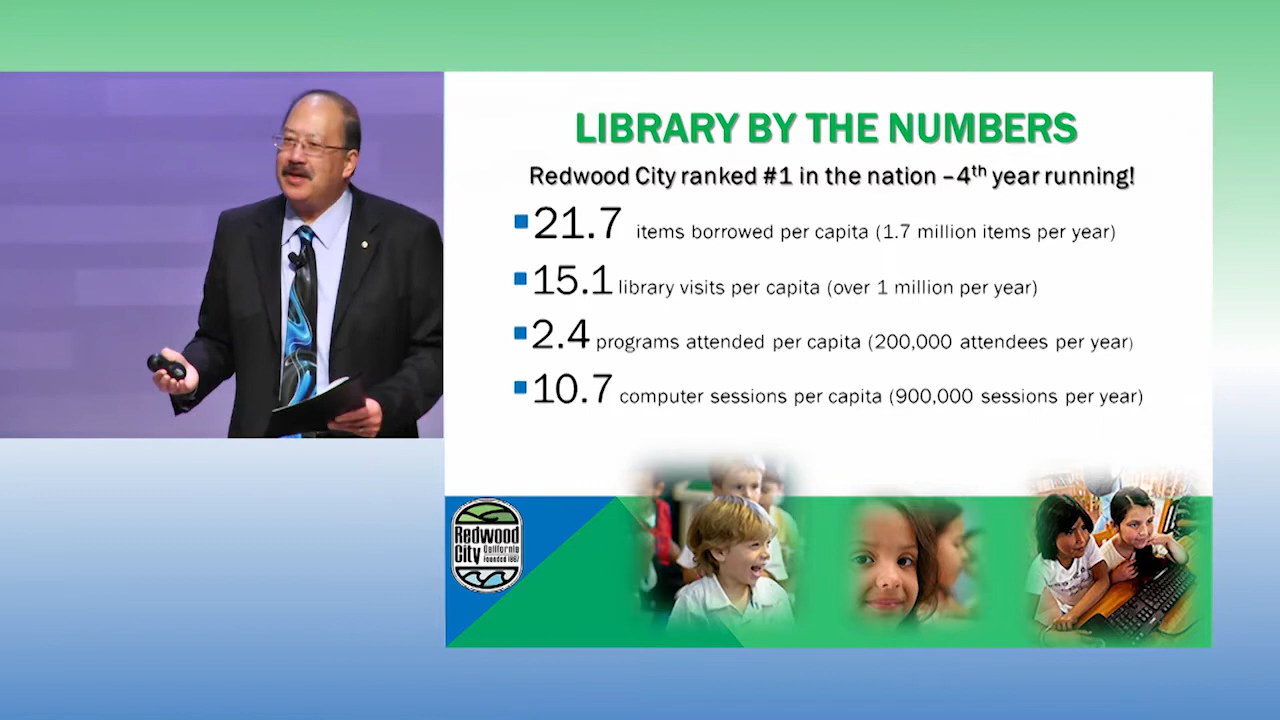 LIBRARY BY THE NUMBERS
Redwood City ranked #1 in the nation –4th year running!
21.7 items borrowed per capita (1.7 million items per year)
15.1 library visits per capita (over 1 million per year)
2.4 programs attended per capita (200,000 attendees per year)
10.7 computer sessions per capita (900,000 sessions per year)
Redwood
City California
Founded 1867